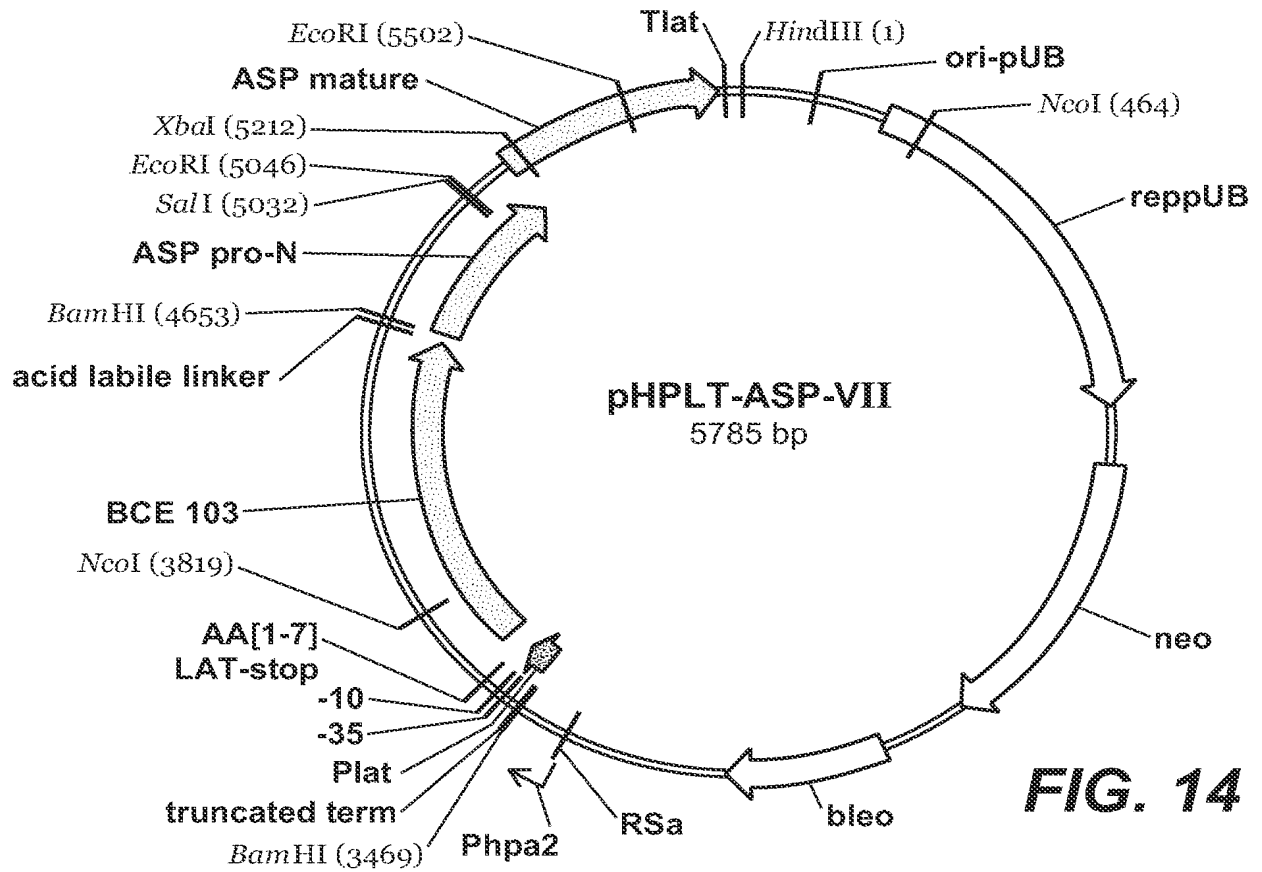 Tlat
HindIII (1)
ori-pUB
NcoI (464)
reppUB
neo
bleo
RSa
Phpa2
BamHI (3469)
truncated term
Plat
-35
-10
AA[1-7]
LAT-stop
NcoI (3819)
BCE 103
acid labile linker
BamHI (4653)
ASP pro-N
SalI (5032)
EcoRI (5046)
XbaI (5212)
ASP mature
EcoRI (5502)
pHPLT-ASP-VII
5785 bp
FIG. 14